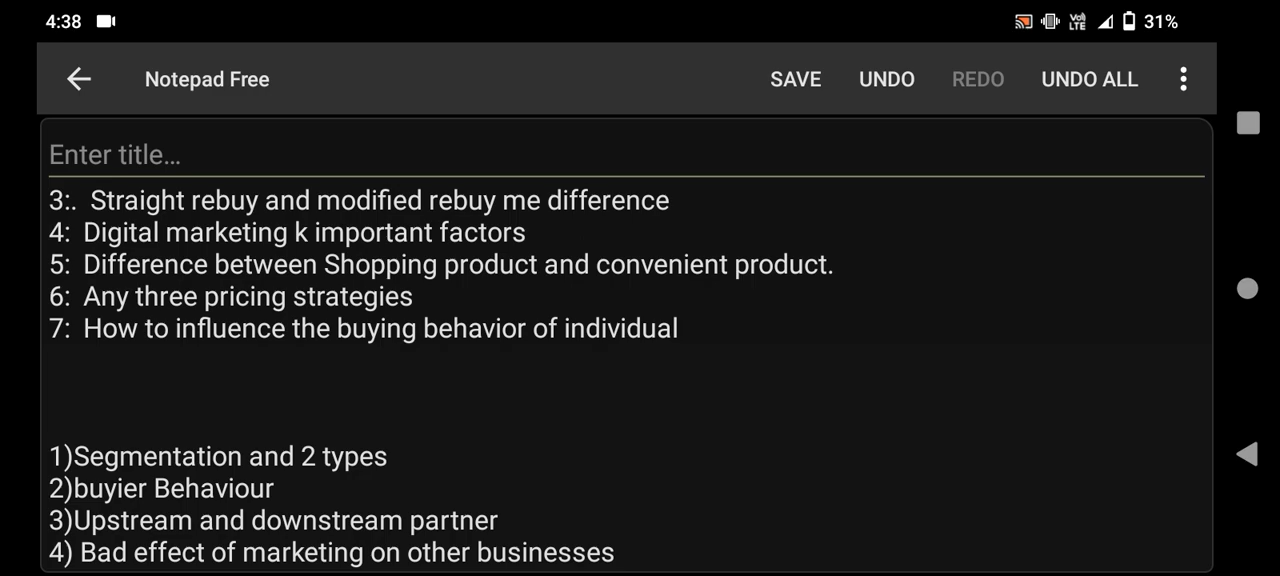 4:38 Vo) LTE 31%
Notepad Free SAVE UNDO REDO UNDO ALL
Enter title...
3:. Straight rebuy and modified rebuy me difference
4: Digital marketing k important factors
5: Difference between Shopping product and convenient product.
6: Any three pricing strategies
7: How to influence the buying behavior of individual
1)Segmentation and 2 types
2)buyier Behaviour
3)Upstream and downstream partner
4) Bad effect of marketing on other businesses